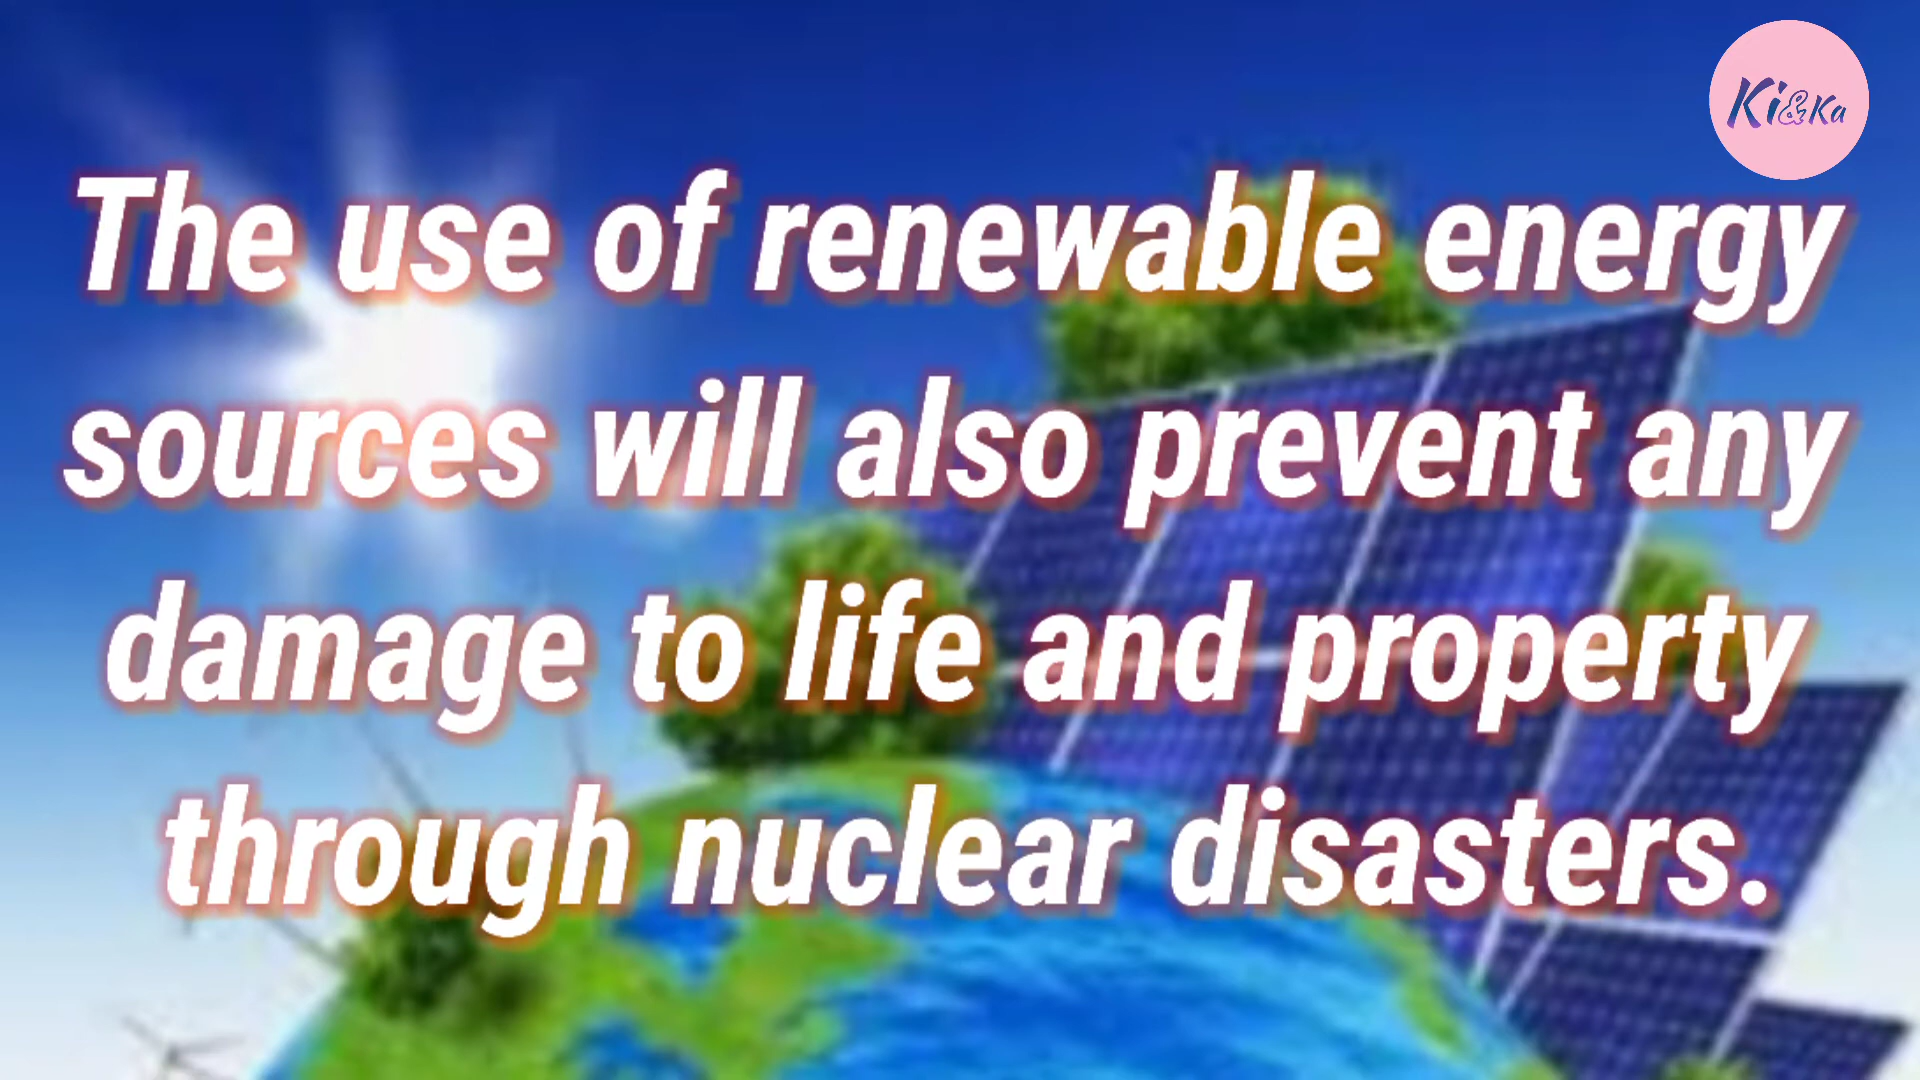 Ki&Ka
The use of renewable energy
sources will also prevent any
damage to life and property
through nuclear disasters.